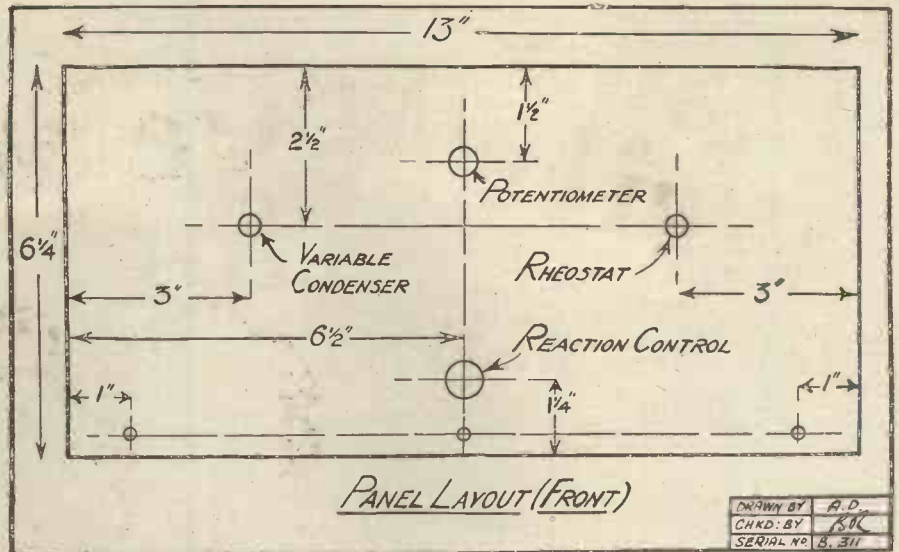 13"
1½"
2½"
POTENTIOMETER
6¼"
VARIABLE
CONDENSER
RHEOSTAT
3"
3"
6½"
REACTION CONTROL
1"
1¼"
1"
PANEL LAYOUT (FRONT)
DRAWN BY A.D.
CHKD: BY
SERIAL NO. B. 311